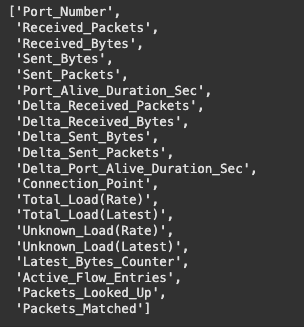 ['Port_Number',
'Received_Packets',
'Received_Bytes',
'Sent_Bytes',
'Sent_Packets',
'Port_Alive_Duration_Sec',
'Delta_Received_Packets',
'Delta_Received_Bytes',
'Delta_Sent_Bytes',
'Delta_Sent_Packets',
'Delta_Port_Alive_Duration_Sec',
'Connection_Point',
'Total_Load(Rate)',
'Total_Load(Latest)',
'Unknown_Load(Rate)',
'Unknown_Load(Latest)',
'Latest_Bytes_Counter',
'Active_Flow_Entries',
'Packets_Looked_Up',
'Packets_Matched']